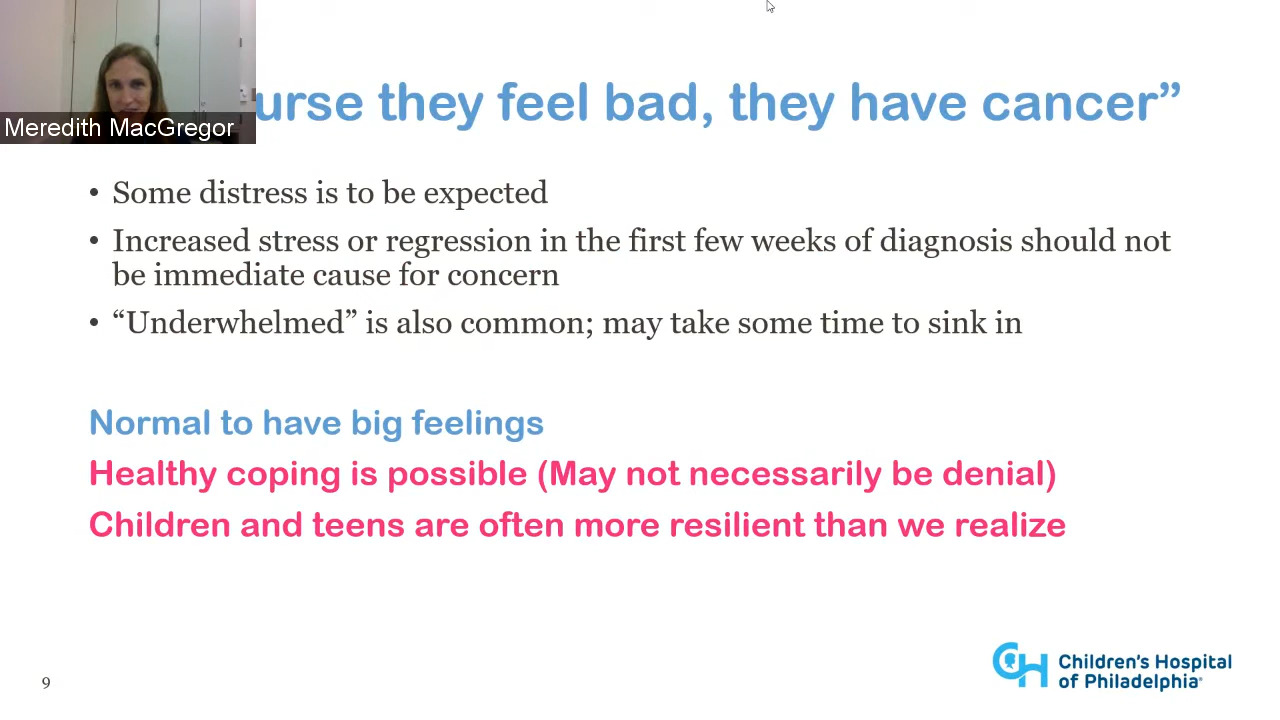 urse they feel bad, they have cancer”
Meredith MacGregor
• Some distress is to be expected
• Increased stress or regression in the first few weeks of diagnosis should not
be immediate cause for concern
• “Underwhelmed” is also common; may take some time to sink in
Normal to have big feelings
Healthy coping is possible (May not necessarily be denial)
Children and teens are often more resilient than we realize
CH
Children’s Hospital
of Philadelphia
9